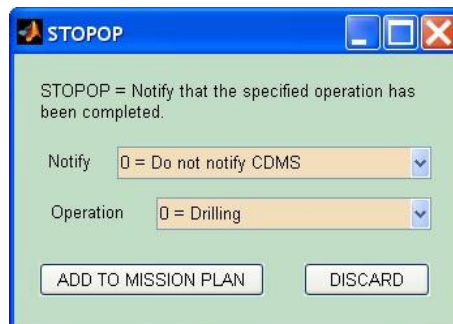 STOPOP
STOPOP = Notify that the specified operation has
been completed.
Notify 0 = Do not notify CDMS
Operation 0 = Drilling
ADD TO MISSION PLAN DISCARD